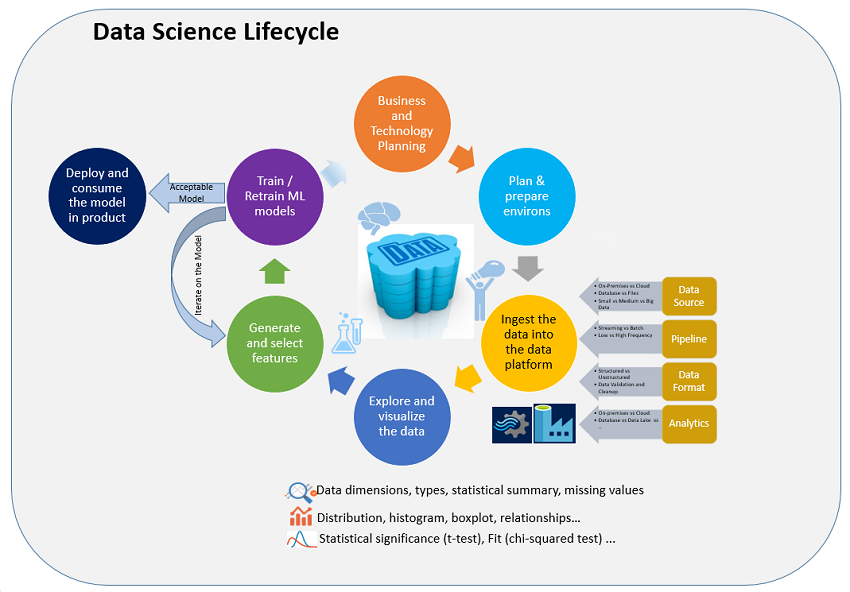 Data Science Lifecycle
Business
and
Technology
Planning
Plan &
prepare
environs
Ingest the
data into
the data
platform
Data
Source
• On-Premises vs Cloud
• Database vs Files
• Small vs Medium vs Big
Data
Pipeline
• Streaming vs Batch
• Low vs High Frequency
Data
Format
• Structured vs
Unstructured
• Data Validation and
Cleanup
Analytics
• On-premises vs Cloud
• Database vs Data Lake vs
..
Explore and
visualize
the data
Generate
and select
features
Train /
Retrain ML
models
Acceptable
Model
Iterate on the Model
Deploy and
consume
the model
in product
DATA
Data dimensions, types, statistical summary, missing values
Distribution, histogram, boxplot, relationships...
Statistical significance (t-test), Fit (chi-squared test) ...